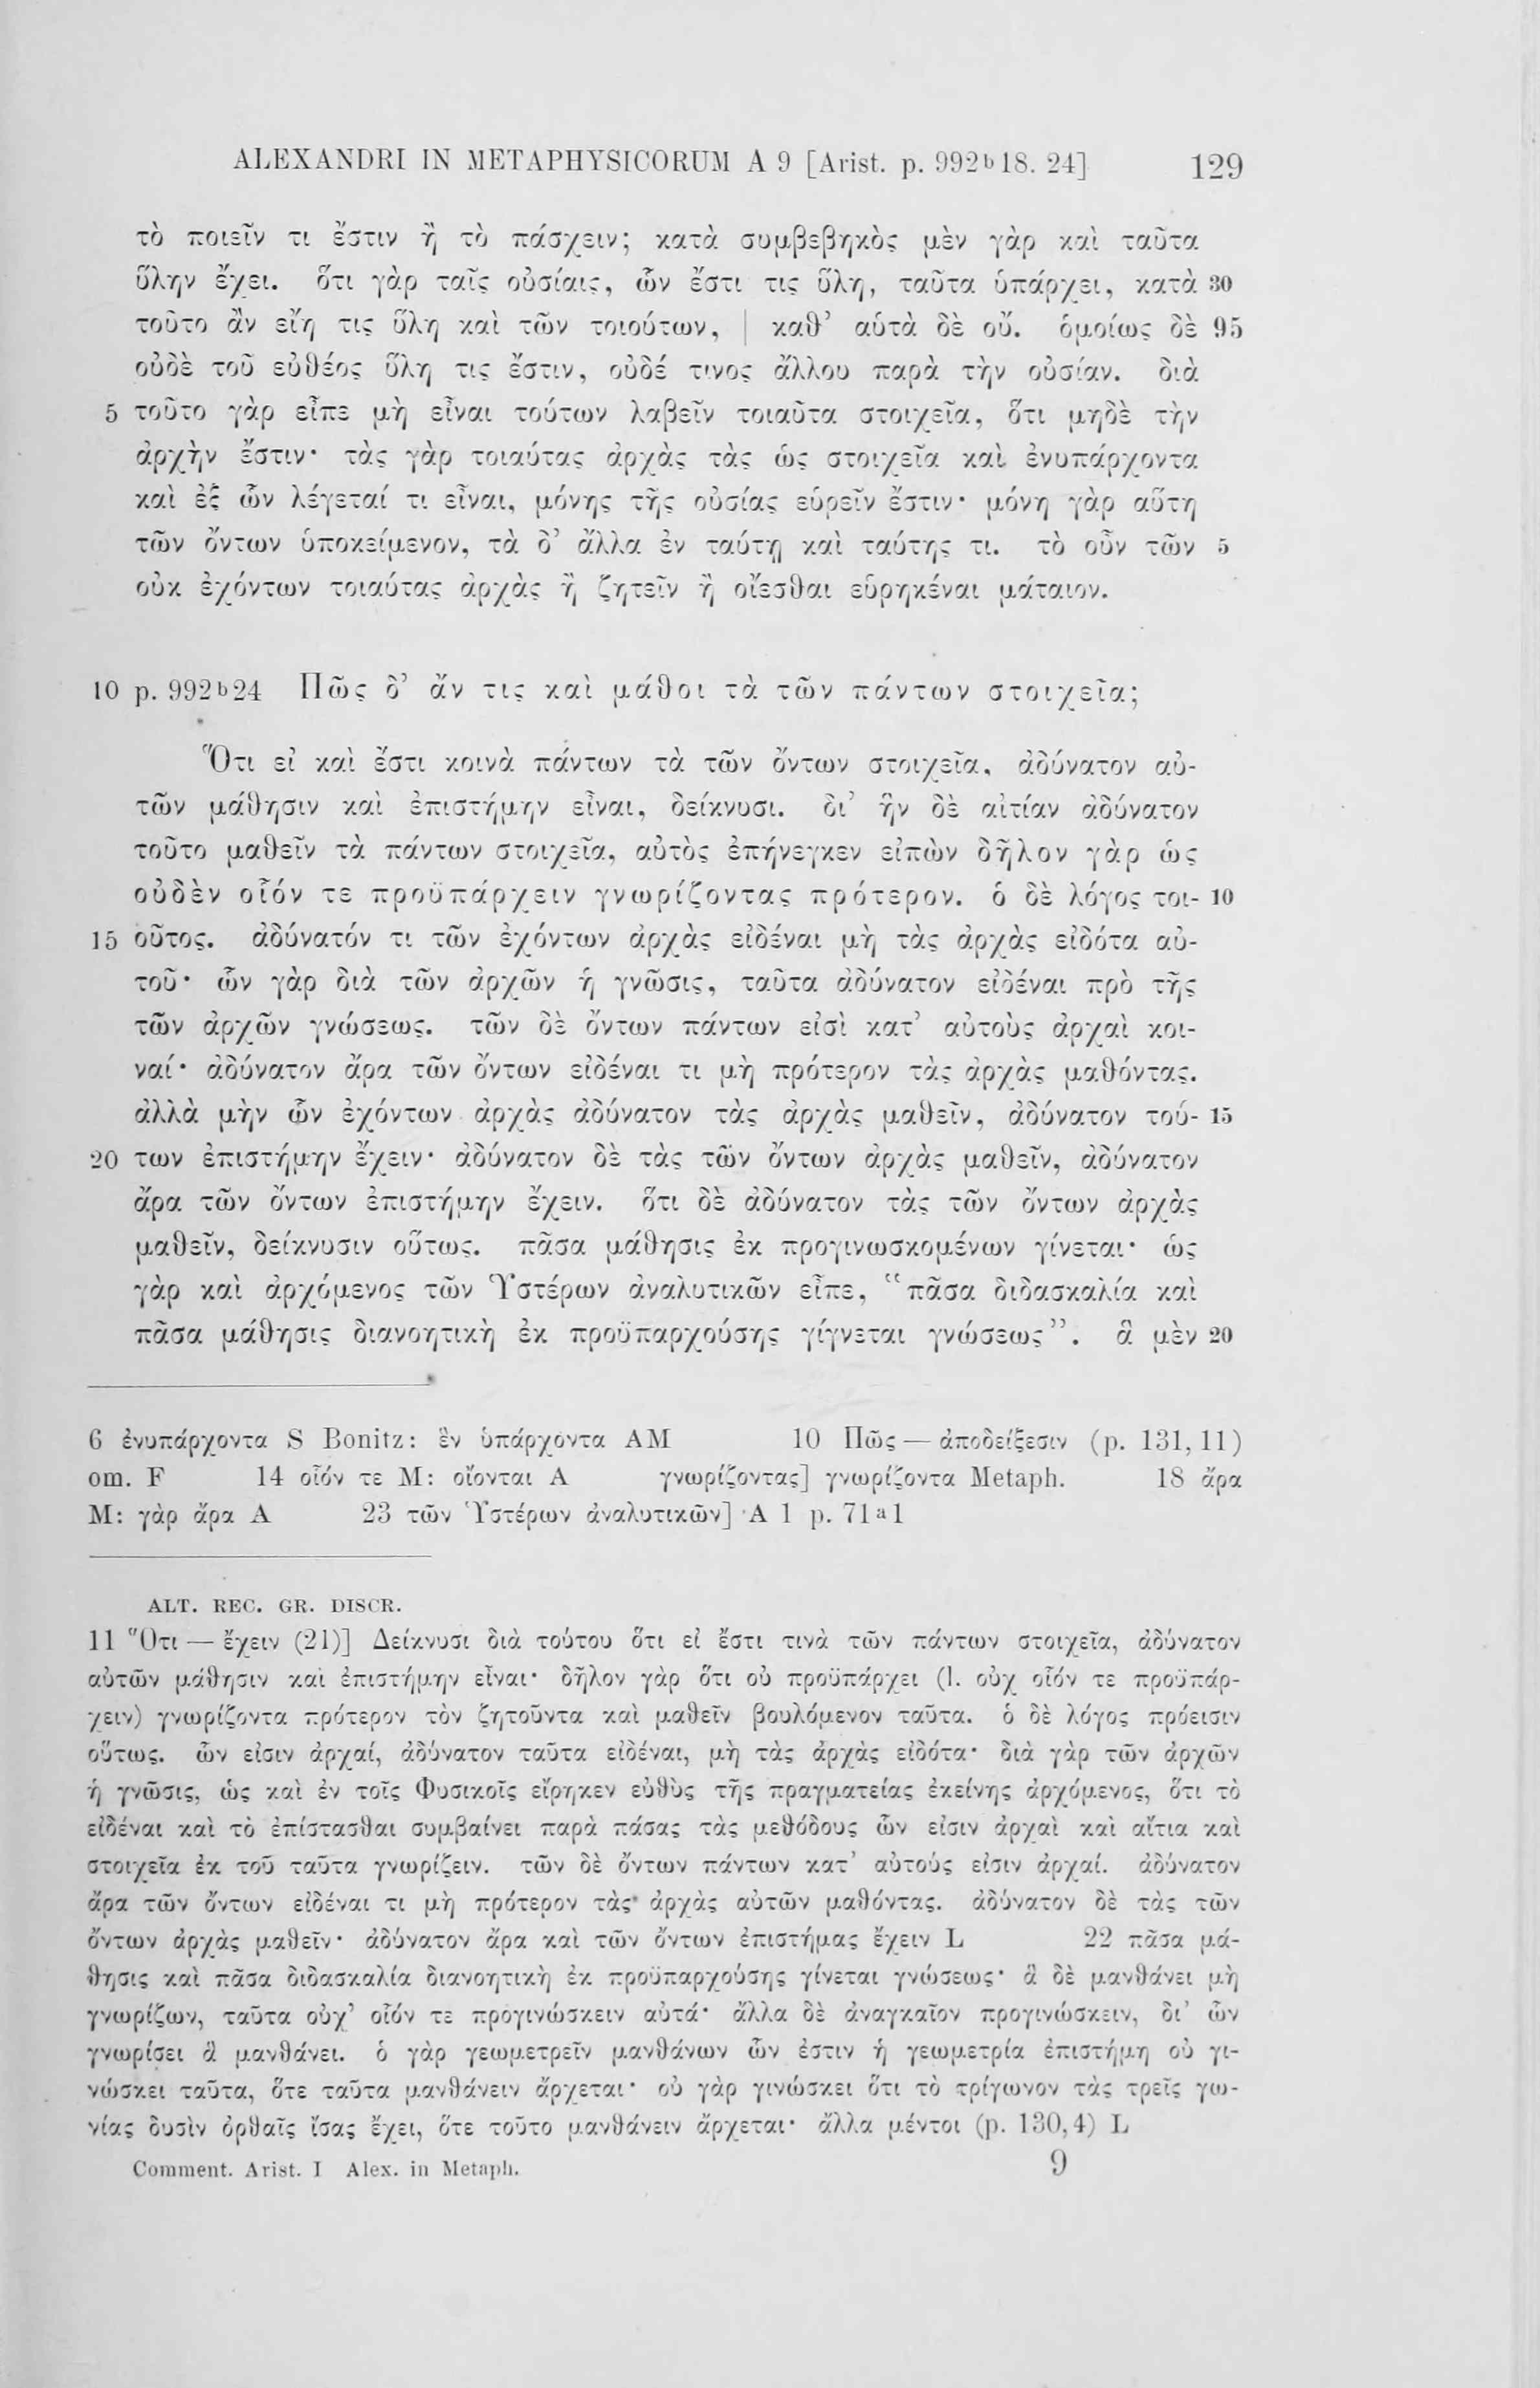 ALEXANDRI IN METAPHYSICORUM A 9 [Arist. p. 992ᵇ18. 24] 129
τὸ ποιεῖν τι ἔστιν ἢ τὸ πάσχειν; κατὰ συμβεβηκὸς μὲν γὰρ καὶ ταῦτα
ὕλην ἔχει. ὅτι γὰρ ταῖς οὐσίαις, ὧν ἔστι τις ὕλη, ταῦτα ὑπάρχει, κατὰ 30
τοῦτο ἂν εἴη τις ὕλη καὶ τῶν τοιούτων, | καθ’ αὑτὰ δὲ οὔ. ὁμοίως δὲ 95
οὐδὲ τοῦ εὐθέος ὕλη τις ἔστιν, οὐδέ τινος ἄλλου παρὰ τὴν οὐσίαν. διὰ
5 τοῦτο γὰρ εἶπε μὴ εἶναι τούτων λαβεῖν τοιαῦτα στοιχεῖα, ὅτι μηδὲ τὴν
ἀρχὴν ἔστιν· τὰς γὰρ τοιαύτας ἀρχὰς τὰς ὡς στοιχεῖα καὶ ἐνυπάρχοντα
καὶ ἐξ ὧν λέγεταί τι εἶναι, μόνης τῆς οὐσίας εὑρεῖν ἔστιν· μόνη γὰρ αὕτη
τῶν ὄντων ὑποκείμενον, τὰ δ’ ἄλλα ἐν ταύτῃ καὶ ταύτης τι. τὸ οὖν τῶν 5
οὐκ ἐχόντων τοιαύτας ἀρχὰς ἢ ζητεῖν ἢ οἴεσθαι εὑρηκέναι μάταιον.
10 p. 992ᵇ24 Πῶς δ’ ἄν τις καὶ μάθοι τὰ τῶν πάντων στοιχεῖα;
Ὅτι εἰ καὶ ἔστι κοινὰ πάντων τὰ τῶν ὄντων στοιχεῖα, ἀδύνατον αὐ-
τῶν μάθησιν καὶ ἐπιστήμην εἶναι, δείκνυσι. δι’ ἣν δὲ αἰτίαν ἀδύνατον
τοῦτο μαθεῖν τὰ πάντων στοιχεῖα, αὐτὸς ἐπήνεγκεν εἰπὼν δῆλον γὰρ ὡς
οὐδὲν οἷόν τε προϋπάρχειν γνωρίζοντας πρότερον. ὁ δὲ λόγος τοι- 10
15 οῦτος. ἀδύνατόν τι τῶν ἐχόντων ἀρχὰς εἰδέναι μὴ τὰς ἀρχὰς εἰδότα αὐ-
τοῦ· ὧν γὰρ διὰ τῶν ἀρχῶν ἡ γνῶσις, ταῦτα ἀδύνατον εἰδέναι πρὸ τῆς
τῶν ἀρχῶν γνώσεως. τῶν δὲ ὄντων πάντων εἰσὶ κατ’ αὐτοὺς ἀρχαὶ κοι-
ναί· ἀδύνατον ἄρα τῶν ὄντων εἰδέναι τι μὴ πρότερον τὰς ἀρχὰς μαθόντας.
ἀλλὰ μὴν ὧν ἐχόντων ἀρχὰς ἀδύνατον τὰς ἀρχὰς μαθεῖν, ἀδύνατον τού- 15
20 των ἐπιστήμην ἔχειν· ἀδύνατον δὲ τὰς τῶν ὄντων ἀρχὰς μαθεῖν, ἀδύνατον
ἄρα τῶν ὄντων ἐπιστήμην ἔχειν. ὅτι δὲ ἀδύνατον τὰς τῶν ὄντων ἀρχὰς
μαθεῖν, δείκνυσιν οὕτως. πᾶσα μάθησις ἐκ προγινωσκομένων γίνεται· ὡς
γὰρ καὶ ἀρχόμενος τῶν Ὑστέρων ἀναλυτικῶν εἶπε, “πᾶσα διδασκαλία καὶ
πᾶσα μάθησις διανοητικὴ ἐκ προϋπαρχούσης γίγνεται γνώσεως”. ἃ μὲν 20
6 ἐνυπάρχοντα S Bonitz: ἓν ὑπάρχοντα AM 10 Πῶς — ἀποδείξεσιν (p. 131,11)
om. F 14 οἷόν τε M: οἴονται A γνωρίζοντας] γνωρίζοντα Metaph. 18 ἄρα
M: γὰρ ἄρα A 23 τῶν Ὑστέρων ἀναλυτικῶν] A 1 p. 71ᵃ1
ALT. REC. GR. DISCR.
11 Ὅτι — ἔχειν (21)] Δείκνυσι διὰ τούτου ὅτι εἰ ἔστι τινὰ τῶν πάντων στοιχεῖα, ἀδύνατον
αὐτῶν μάθησιν καὶ ἐπιστήμην εἶναι· δῆλον γὰρ ὅτι οὐ προϋπάρχει (l. οὐχ οἷόν τε προϋπάρ-
χειν) γνωρίζοντα πρότερον τὸν ζητοῦντα καὶ μαθεῖν βουλόμενον ταῦτα. ὁ δὲ λόγος πρόεισιν
οὕτως. ὧν εἰσιν ἀρχαί, ἀδύνατον ταῦτα εἰδέναι, μὴ τὰς ἀρχὰς εἰδότα· διὰ γὰρ τῶν ἀρχῶν
ἡ γνῶσις, ὡς καὶ ἐν τοῖς Φυσικοῖς εἴρηκεν εὐθὺς τῆς πραγματείας ἐκείνης ἀρχόμενος, ὅτι τὸ
εἰδέναι καὶ τὸ ἐπίστασθαι συμβαίνει παρὰ πάσας τὰς μεθόδους ὧν εἰσιν ἀρχαὶ καὶ αἴτια καὶ
στοιχεῖα ἐκ τοῦ ταῦτα γνωρίζειν. τῶν δὲ ὄντων πάντων κατ’ αὐτούς εἰσιν ἀρχαί. ἀδύνατον
ἄρα τῶν ὄντων εἰδέναι τι μὴ πρότερον τὰς ἀρχὰς αὐτῶν μαθόντας. ἀδύνατον δὲ τὰς τῶν
ὄντων ἀρχὰς μαθεῖν· ἀδύνατον ἄρα καὶ τῶν ὄντων ἐπιστήμας ἔχειν L 22 πᾶσα μά-
θησις καὶ πᾶσα διδασκαλία διανοητικὴ ἐκ προϋπαρχούσης γίνεται γνώσεως· ἃ δὲ μανθάνει μὴ
γνωρίζων, ταῦτα οὐχ’ οἷόν τε προγινώσκειν αὐτά· ἄλλα δὲ ἀναγκαῖον προγινώσκειν, δι’ ὧν
γνωρίσει ἃ μανθάνει. ὁ γὰρ γεωμετρεῖν μανθάνων ὧν ἐστιν ἡ γεωμετρία ἐπιστήμη οὐ γι-
νώσκει ταῦτα, ὅτε ταῦτα μανθάνειν ἄρχεται· οὐ γὰρ γινώσκει ὅτι τὸ τρίγωνον τὰς τρεῖς γω-
νίας δυσὶν ὀρθαῖς ἴσας ἔχει, ὅτε τοῦτο μανθάνειν ἄρχεται· ἄλλα μέντοι (p. 130,4) L
Comment. Arist. I Alex. in Metaph. 9